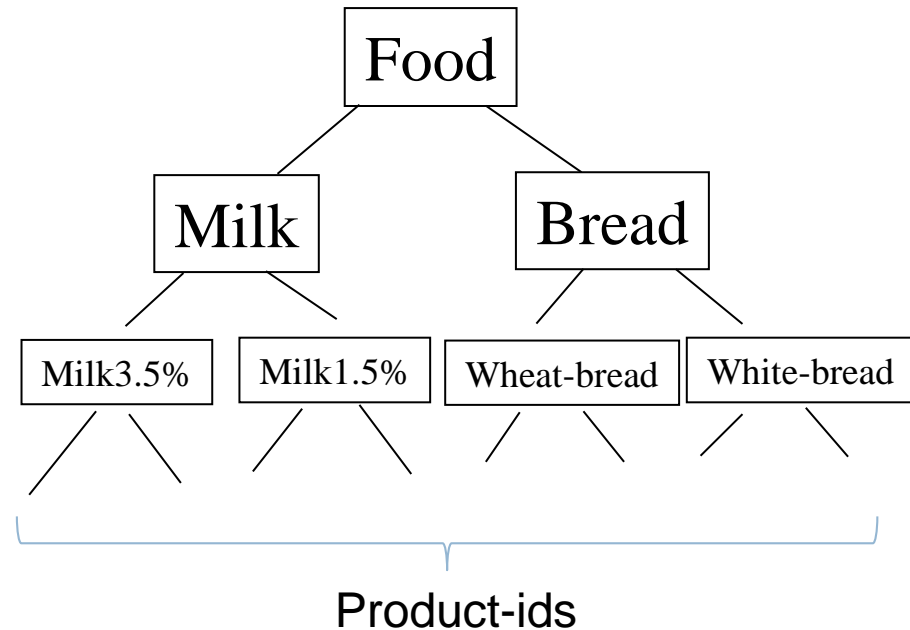 Food
Milk
Bread
Milk3.5%
Milk1.5%
Wheat-bread
White-bread
Product-ids